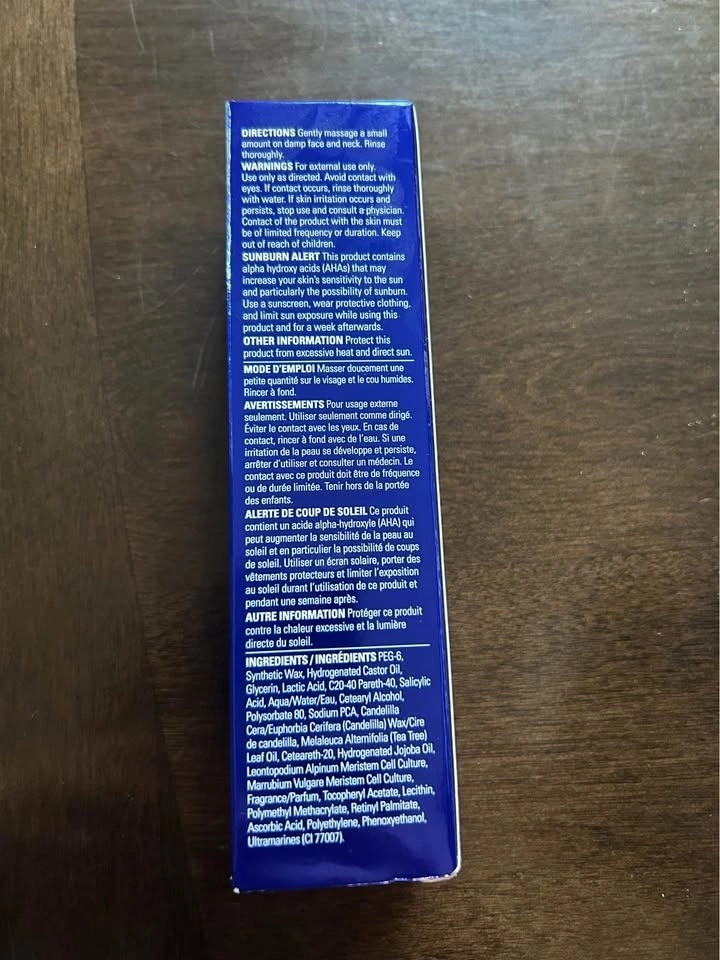 DIRECTIONS Gently massage a small
amount on damp face and neck. Rinse
thoroughly.
WARNINGS For external use only.
Use only as directed. Avoid contact with
eyes. If contact occurs, rinse thoroughly
with water. If skin irritation occurs and
persists, stop use and consult a physician.
Contact of the product with the skin must
be of limited frequency or duration. Keep
out of reach of children.
SUNBURN ALERT This product contains
alpha hydroxy acids (AHAs) that may
increase your skin's sensitivity to the sun
and particularly the possibility of sunburn.
Use a sunscreen, wear protective clothing,
and limit sun exposure while using this
product and for a week afterwards.
OTHER INFORMATION Protect this
product from excessive heat and direct sun.
MODE D'EMPLOI Masser doucement une
petite quantité sur le visage et le cou humides.
Rincer à fond.
AVERTISSEMENTS Pour usage externe
seulement. Utiliser seulement comme dirigé.
Éviter le contact avec les yeux. En cas de
contact, rincer à fond avec de l'eau. Si une
irritation de la peau se développe et persiste,
arrêter d'utiliser et consulter un médecin. Le
contact avec ce produit doit être de fréquence
ou de durée limitée. Tenir hors de la portée
des enfants.
ALERTE DE COUP DE SOLEIL Ce produit
contient un acide alpha-hydroxyle (AHA) qui
peut augmenter la sensibilité de la peau au
soleil et en particulier la possibilité de coups
de soleil. Utiliser un écran solaire, porter des
vêtements protecteurs et limiter l'exposition
au soleil durant l'utilisation de ce produit et
pendant une semaine après.
AUTRE INFORMATION Protéger ce produit
contre la chaleur excessive et la lumière
directe du soleil.
INGREDIENTS / INGRÉDIENTS PEG-6,
Synthetic Wax, Hydrogenated Castor Oil,
Glycerin, Lactic Acid, C20-40 Pareth-40, Salicylic
Acid, Aqua/Water/Eau, Cetearyl Alcohol,
Polysorbate 80, Sodium PCA, Candelilla
Cera/Euphorbia Cerifera (Candelilla) Wax/Cire
de candelilla, Melaleuca Alternifolia (Tea Tree)
Leaf Oil, Ceteareth-20, Hydrogenated Jojoba Oil,
Leontopodium Alpinum Meristem Cell Culture,
Marrubium Vulgare Meristem Cell Culture,
Fragrance/Parfum, Tocopheryl Acetate, Lecithin,
Polymethyl Methacrylate, Retinyl Palmitate,
Ascorbic Acid, Polyethylene, Phenoxyethanol,
Ultramarines (CI 77007).